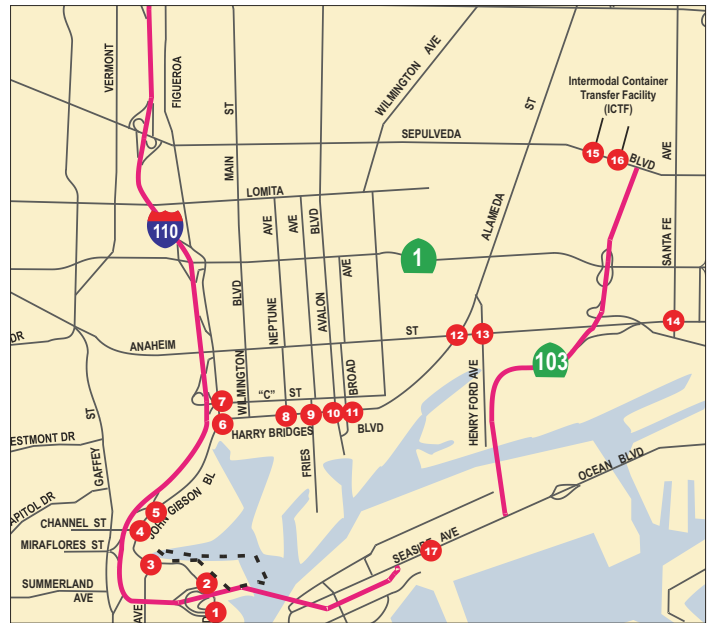 VERMONT
FIGUEROA
ST
MAIN
WILMINGTON AVE
ST
Intermodal Container
Transfer Facility
(ICTF)
SEPULVEDA
15
16
BLVD
AVE
SANTA FE
LOMITA
110
AVE
AVE
BLVD
ALAMEDA
1
BLVD
NEPTUNE
AVALON
AVE
DR
ANAHEIM
ST
12
13
14
103
"C"
ST
BROAD
7
WILMINGTON
8
9
10
11
6
HARRY BRIDGES
BLVD
HENRY FORD AVE
ST
GAFFEY
ESTMONT DR
FRIES
OCEAN BLVD
APITOL DR
JOHN GIBSON BL
5
CHANNEL ST
4
MIRAFLORES ST
3
SEASIDE AVE
17
SUMMERLAND
AVE
2
AVE
1